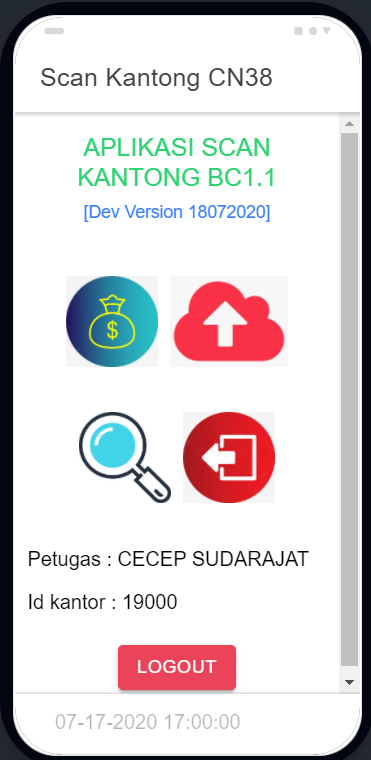 Scan Kantong CN38
APLIKASI SCAN
KANTONG BC1.1
[Dev Version 18072020]
$
Petugas : CECEP SUDARAJAT
Id kantor : 19000
LOGOUT
07-17-2020 17:00:00